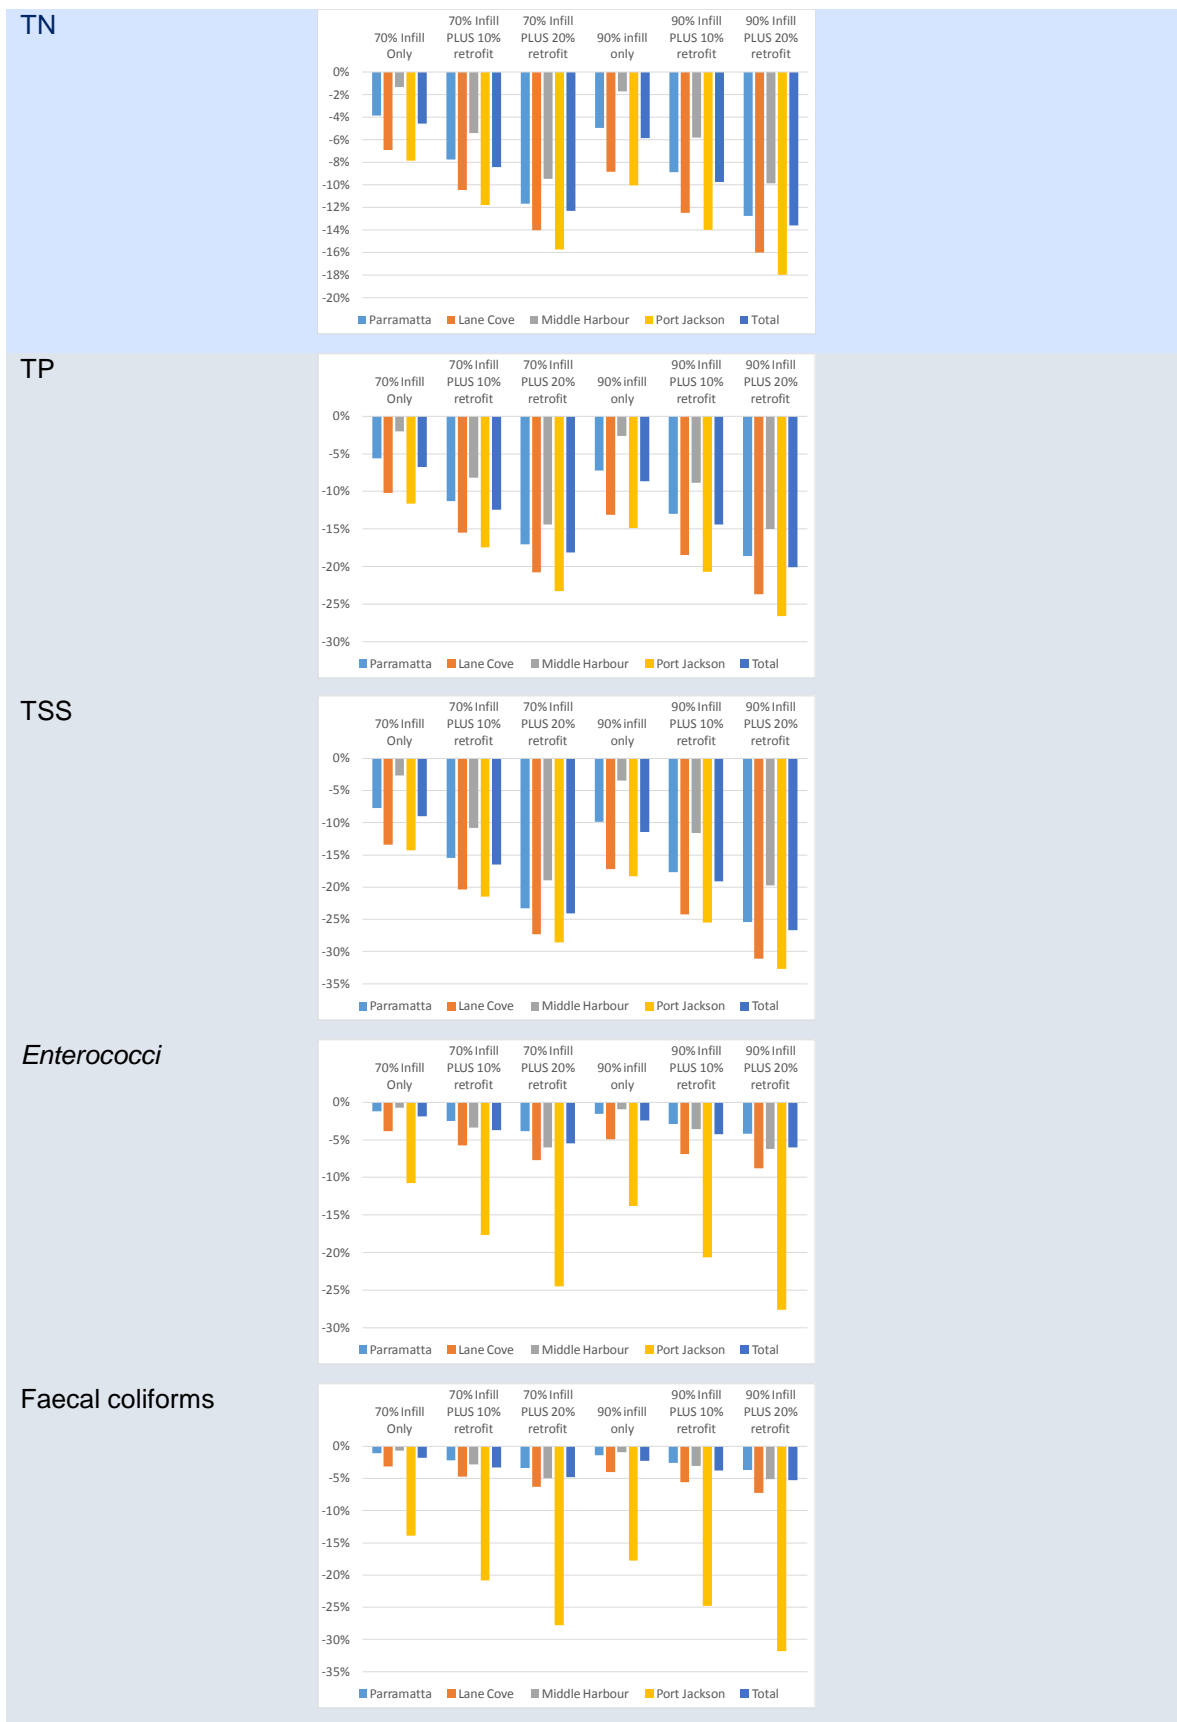 TN
70% Infill 70% Infill 90% Infill 90% Infill
70% Infill PLUS 10% PLUS 20% 90% infill PLUS 10% PLUS 20%
Only retrofit retrofit only retrofit retrofit
0%
-2%
-4%
-6%
-8%
-10%
-12%
-14%
-16%
-18%
-20%
Parramatta Lane Cove Middle Harbour Port Jackson Total
TP
70% Infill 70% Infill 90% Infill 90% Infill
70% Infill PLUS 10% PLUS 20% 90% infill PLUS 10% PLUS 20%
Only retrofit retrofit only retrofit retrofit
0%
-5%
-10%
-15%
-20%
-25%
-30%
Parramatta Lane Cove Middle Harbour Port Jackson Total
TSS
70% Infill 70% Infill 90% Infill 90% Infill
70% Infill PLUS 10% PLUS 20% 90% infill PLUS 10% PLUS 20%
Only retrofit retrofit only retrofit retrofit
0%
-5%
-10%
-15%
-20%
-25%
-30%
-35%
Parramatta Lane Cove Middle Harbour Port Jackson Total
Enterococci
70% Infill 70% Infill 90% Infill 90% Infill
70% Infill PLUS 10% PLUS 20% 90% infill PLUS 10% PLUS 20%
Only retrofit retrofit only retrofit retrofit
0%
-5%
-10%
-15%
-20%
-25%
-30%
Parramatta Lane Cove Middle Harbour Port Jackson Total
Faecal coliforms
70% Infill 70% Infill 90% Infill 90% Infill
70% Infill PLUS 10% PLUS 20% 90% infill PLUS 10% PLUS 20%
Only retrofit retrofit only retrofit retrofit
0%
-5%
-10%
-15%
-20%
-25%
-30%
-35%
Parramatta Lane Cove Middle Harbour Port Jackson Total